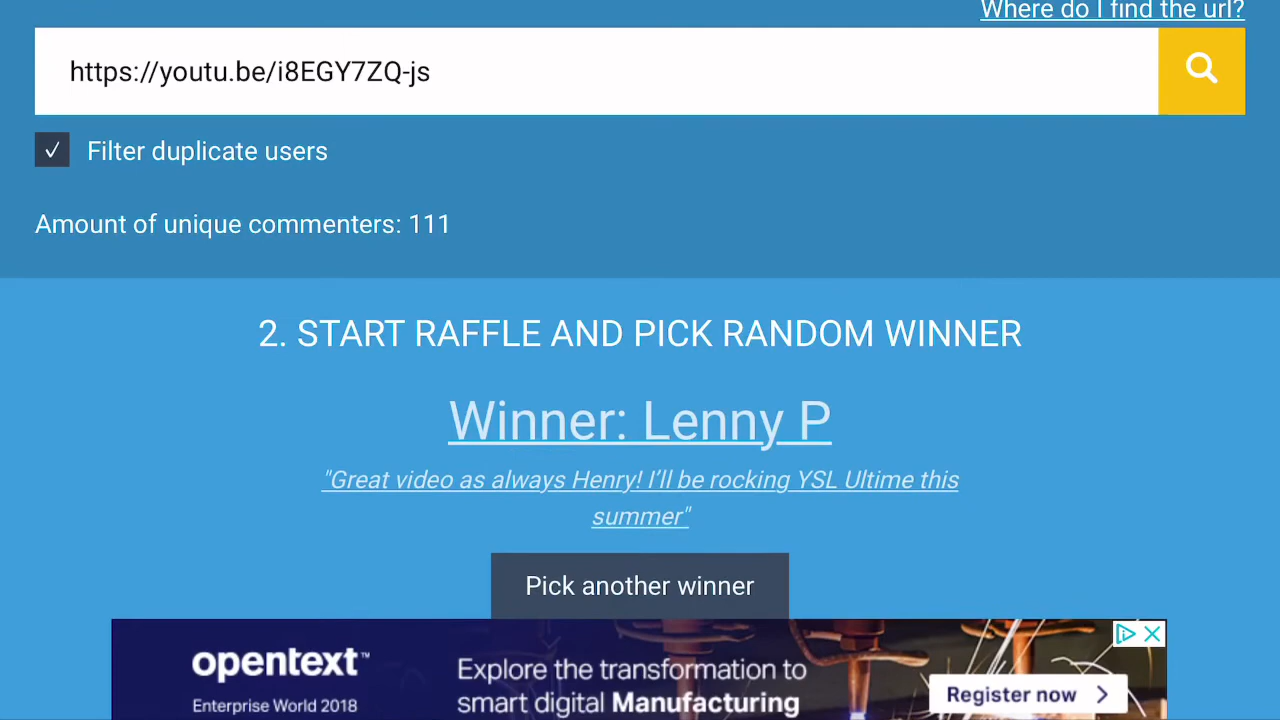 Where do I find the url?
https://youtu.be/i8EGY7ZQ-js
✓ Filter duplicate users
Amount of unique commenters: 111
2. START RAFFLE AND PICK RANDOM WINNER
Winner: Lenny P
"Great video as always Henry! I’ll be rocking YSL Ultime this
summer"
Pick another winner
opentext™
Enterprise World 2018
Explore the transformation to
smart digital Manufacturing
Register now